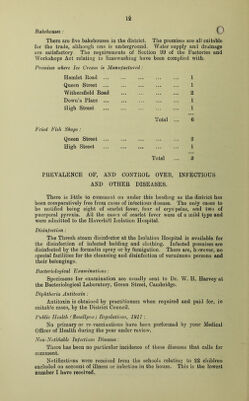 12
Bakehouse :
There are five bakehouses in the district. The premises are all suitable
for the trade, although one is underground. Water supply and drainage
are satisfactory. The requirements of Section 99 of the Factories and
Workshops Act relating to limewashing have been complied with.
Premises where Ice Cream is Manufactured :
Hamlet Road ... ... ... ... ... 1
Queen Street ... ... ... ... ... 1
Withersfield Road ... ... ... ... 2
Down's Place ... ... ... ... ... 1
High Street ... ... ... ... ... 1
Total ... 6
Fried Fish Shops :
Queen Street ... ... ... ... ... 2
High Street ... ... ... ... ... 1
Total ... 3
PREVALENCE OF, AND CONTROL OVER, INFECTIOUS
AND OTHER DISEASES.
There is little to comment on under this heading as the district has
been comparatively free from cases of infectious disease. The only cases to
be notified being eight of scarlet fever, four of erysipelas, and two of
puerperal pyrexia. All the cases of scarlet fever were of a mild type and
were admitted to the Haverhill Isolation Hospital.
Disinfection :
The Thresh steam disinfector at the Isolation Hospital is available for
the disinfection of infected bedding and clothing. Infected premises are
disinfected by the formalin spray or by fumigation. There are, however, no
special facilities for the cleansing and disinfection of verminous persons and
their belongings.
Bacteriological Examinations :
Specimens for examination are usually sent to Dr. W. H. Harvey at
the Bacteriological Laboratory, Green Street, Cambridge.
Diphtheria Antitoxin :
Antitoxin is obtained by practitioners when required and paid for, in
suitable cases, by the District Council.
Public Health (Smallpox) Regulations, 1917 :
No primary or re-vaccinations have been performed by your Medical
Officer of Health during the year under review.
Non-Notifiable Infectious Disease :
There has been no particular incidence of these diseases that calls for
comment.
Notifications were received from the schools relating to 22 children
excluded on account of illness or infection in the house. This is the lowest
number I have received.